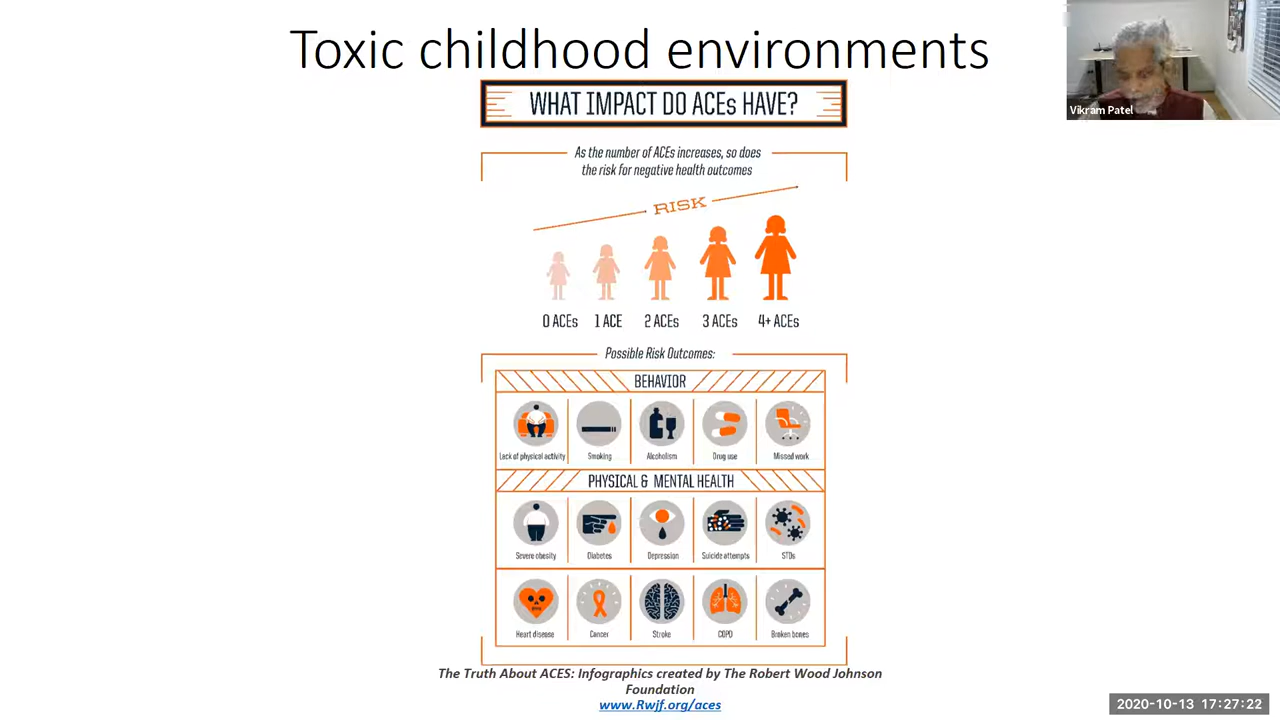 Toxic childhood environments
Vikram Patel
WHAT IMPACT DO ACEs HAVE?
As the number of ACEs increases, so does
the risk for negative health outcomes
RISK
0 ACEs 1 ACE 2 ACEs 3 ACEs 4+ ACEs
Possible Risk Outcomes:
BEHAVIOR
Lack of physical activity Smoking Alcoholism Drug use Missed work
PHYSICAL & MENTAL HEALTH
Severe obesity Diabetes Depression Suicide attempts STDs
Heart disease Cancer Stroke COPD Broken bones
The Truth About ACES: Infographics created by The Robert Wood Johnson
Foundation
www.Rwjf.org/aces
2020-10-13 17:27:22